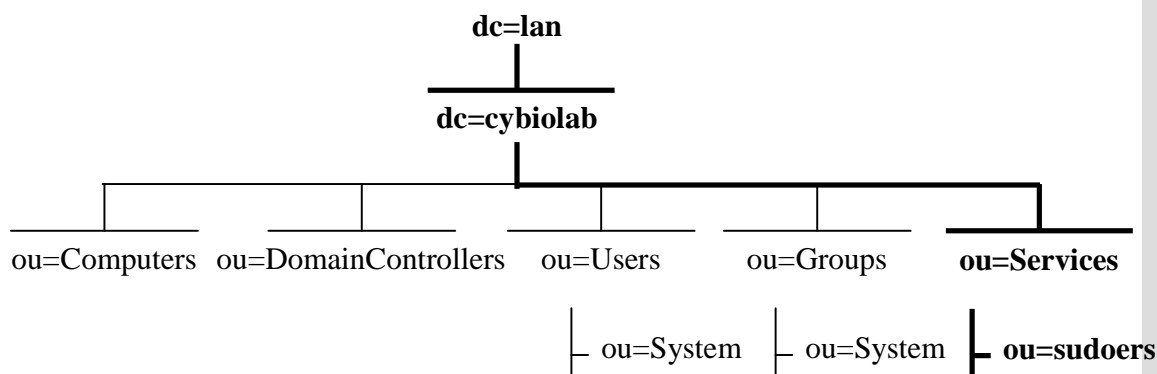 dc=lan
dc=cybiolab
ou=Computers ou=DomainControllers ou=Users ou=Groups ou=Services
ou=System ou=System ou=sudoers